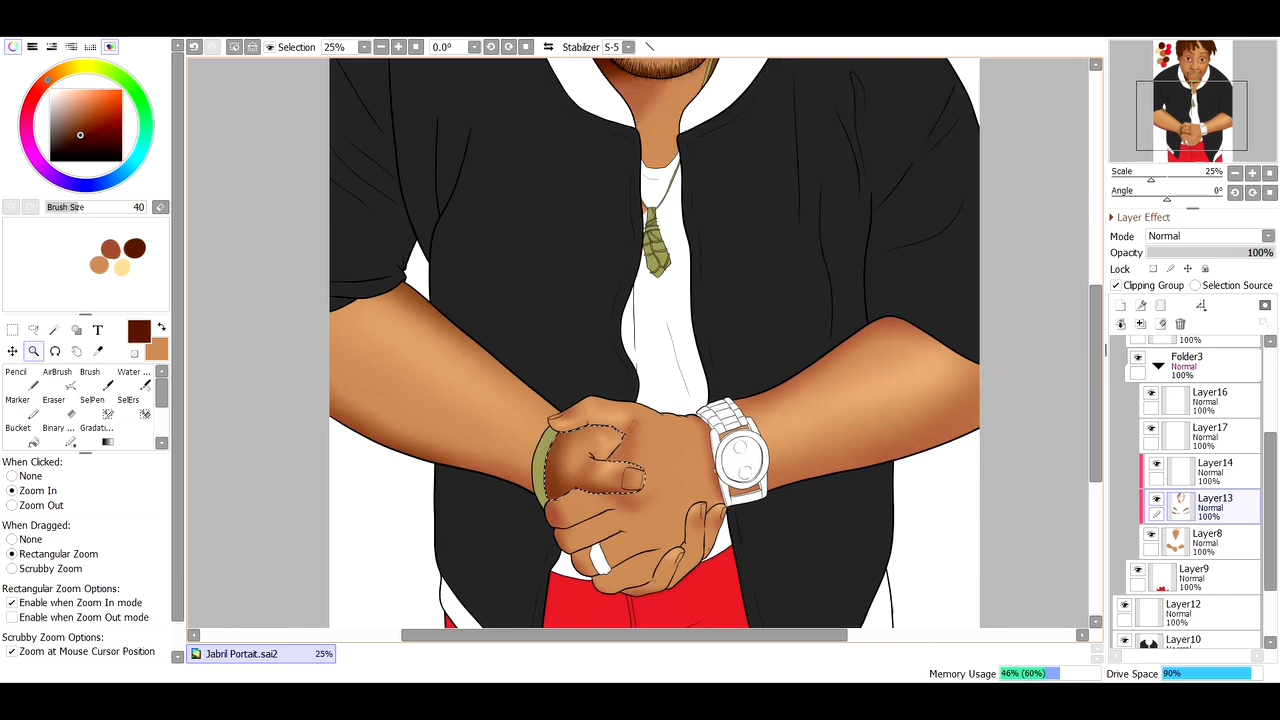 Selection 25% 0.0° Stabilizer S-5
Brush Size 40
T
Pencil AirBrush Brush Water ...
Marker Eraser SelPen SelErs
Bucket Binary ... Gradati...
When Clicked:
None
Zoom In
Zoom Out
When Dragged:
None
Rectangular Zoom
Scrubby Zoom
Rectangular Zoom Options:
Enable when Zoom In mode
Enable when Zoom Out mode
Scrubby Zoom Options:
Zoom at Mouse Cursor Position
Jabril Portait.sai2 25%
Memory Usage 46% (60%) Drive Space 90%
Scale 25%
Angle 0°
Layer Effect
Mode Normal
Opacity 100%
Lock
Clipping Group Selection Source
100%
Folder3
Normal
100%
Layer16
Normal
100%
Layer17
Normal
100%
Layer14
Normal
100%
Layer13
Normal
100%
Layer8
Normal
100%
Layer9
Normal
100%
Layer12
Normal
100%
Layer10
Normal